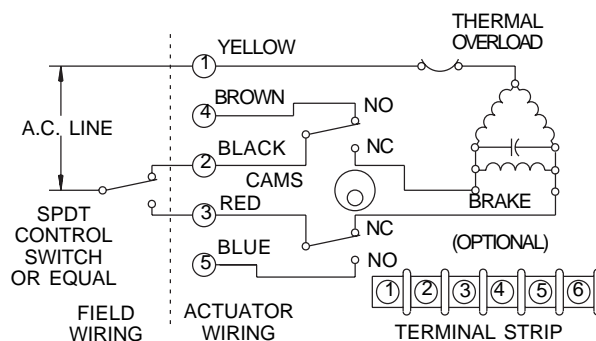 THERMAL
OVERLOAD
1 YELLOW
4 BROWN
NO
A.C. LINE
2 BLACK
NC
CAMS
3 RED
BRAKE
SPDT
CONTROL
SWITCH
OR EQUAL
NC
(OPTIONAL)
5 BLUE
NO
1 2 3 4 5 6
FIELD
WIRING
ACTUATOR
WIRING
TERMINAL STRIP